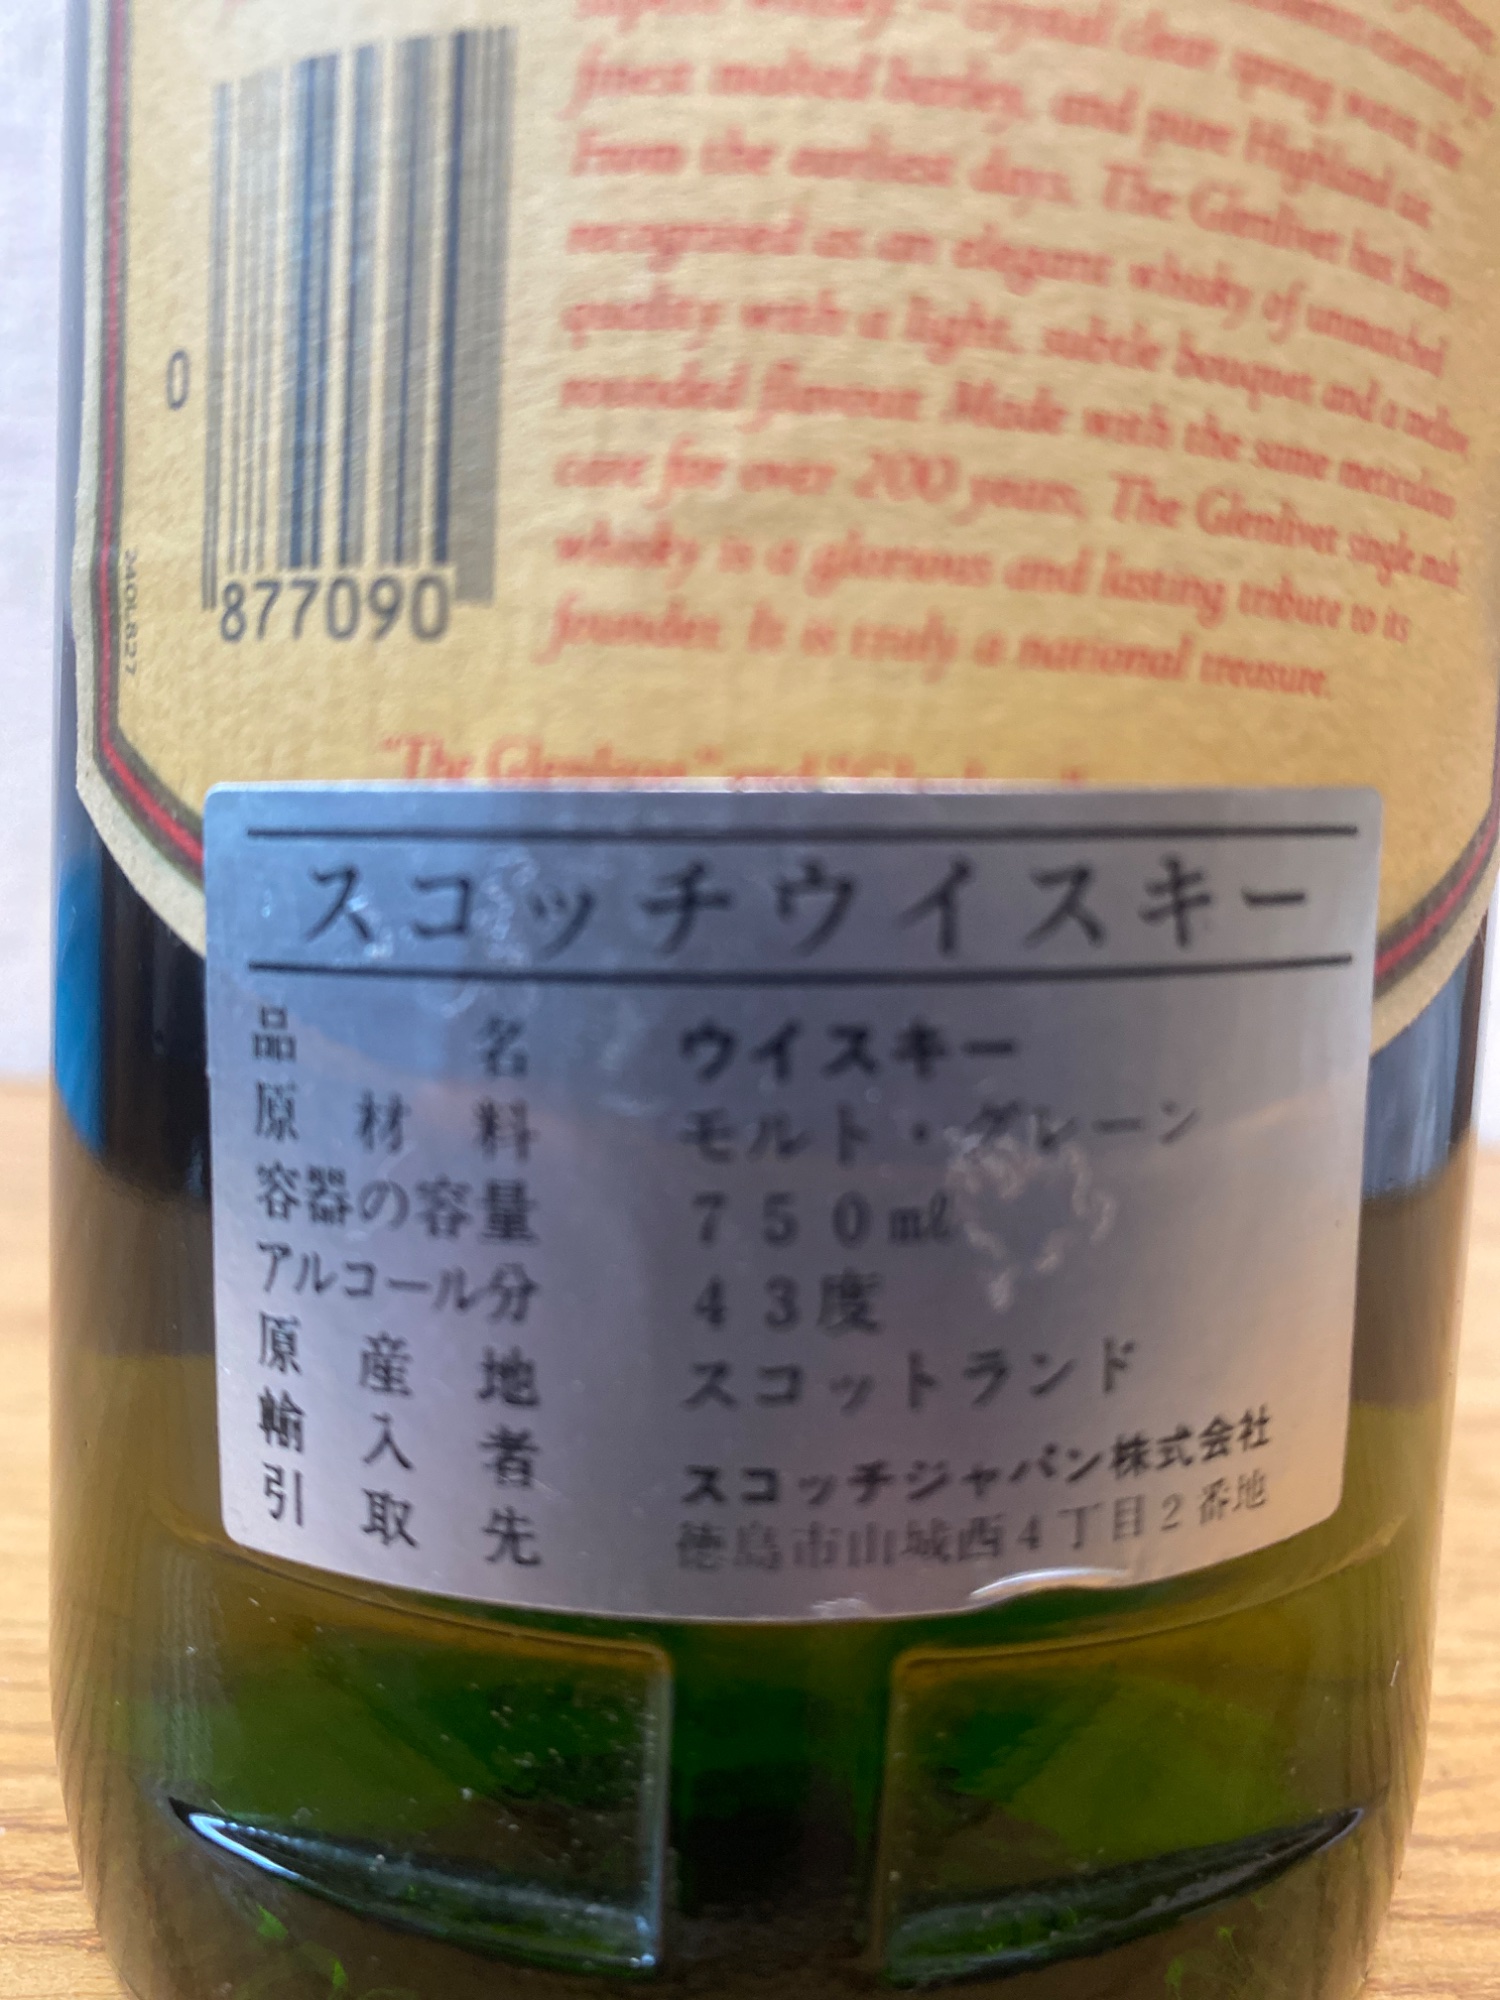 finest malted barley, and pure Highland air.
From the earliest days, The Glenlivet has been
recognised as an elegant whisky of unmatched
quality with a light, subtle bouquet and a mellow,
rounded flavour. Made with the same meticulous
care for over 200 years, The Glenlivet single malt
whisky is a glorious and lasting tribute to its
founder. It is truly a national treasure.
0
877090
240L827
"The Glenlivet" and
スコッチウイスキー
品名 ウイスキー
原材料 モルト・グレーン
容器の容量 750mℓ
アルコール分 43度
原産地 スコットランド
輸入者 スコッチジャパン株式会社
引取先 徳島市山城西4丁目2番地